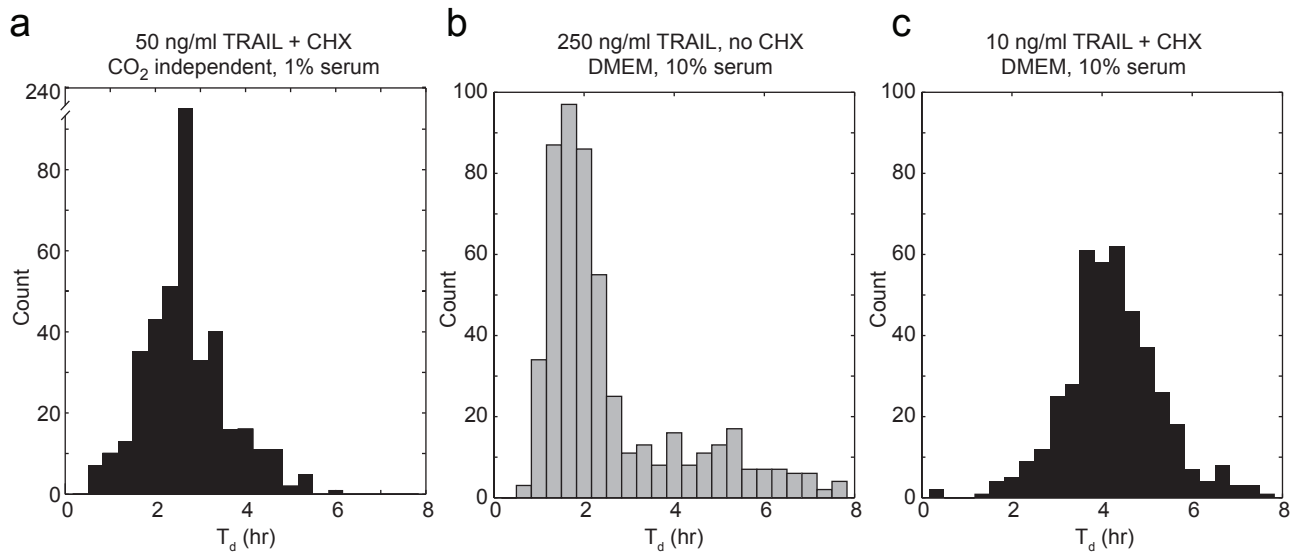 a
50 ng/ml TRAIL + CHX
CO2 independent, 1% serum
240
80
60
40
20
0
Count
0 2 4 6 8
Td (hr)
b
250 ng/ml TRAIL, no CHX
DMEM, 10% serum
100
80
60
40
20
0
Count
0 2 4 6 8
Td (hr)
c
10 ng/ml TRAIL + CHX
DMEM, 10% serum
100
80
60
40
20
0
Count
0 2 4 6 8
Td (hr)